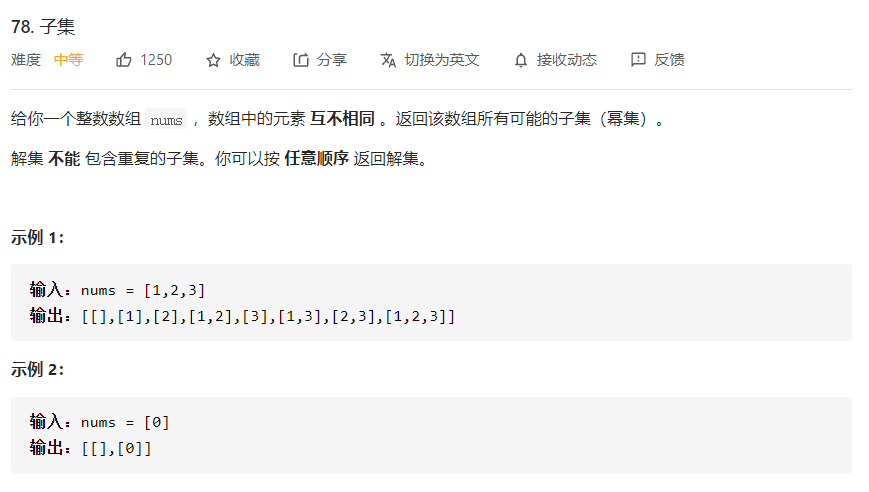 78. 子集
难度 中等 1250 收藏 分享 切换为英文 接收动态 反馈
给你一个整数数组 nums ，数组中的元素 互不相同 。返回该数组所有可能的子集（幂集）。
解集 不能 包含重复的子集。你可以按 任意顺序 返回解集。
示例 1：
输入：nums = [1,2,3]
输出：[[],[1],[2],[1,2],[3],[1,3],[2,3],[1,2,3]]
示例 2：
输入：nums = [0]
输出：[[],[0]]